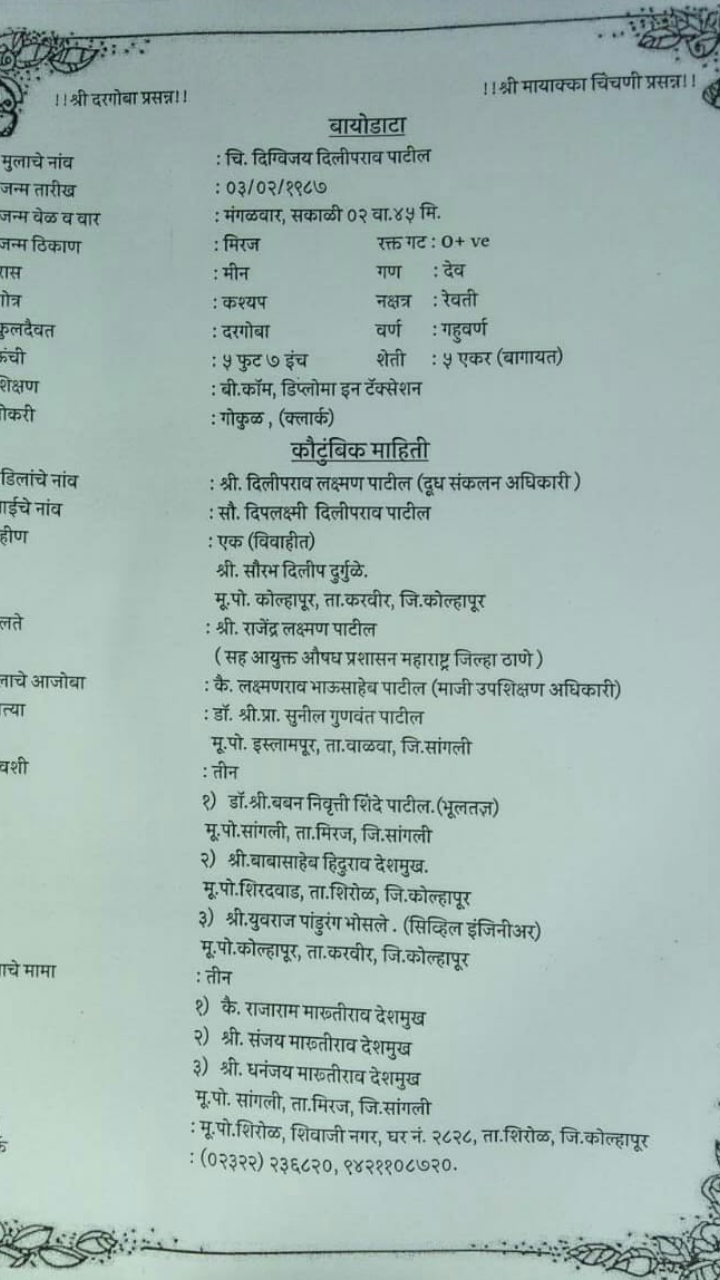 !!श्री दरगोबा प्रसन्न!! !!श्री मायाक्का चिंचणी प्रसन्न!!
बायोडाटा
मुलाचे नांव : चि. दिग्विजय दिलीपराव पाटील
जन्म तारीख : ०३/०२/१९८७
जन्म वेळ व वार : मंगळवार, सकाळी ०२ वा.४५ मि.
जन्म ठिकाण : मिरज रक्त गट : O+ ve
रास : मीन गण : देव
गोत्र : कश्यप नक्षत्र : रेवती
कुलदैवत : दरगोबा वर्ण : गहुवर्ण
ऊंची : ५ फुट ७ इंच शेती : ५ एकर (बागायत)
शिक्षण : बी.कॉम, डिप्लोमा इन टॅक्सेशन
ोकरी : गोकुळ , (क्लार्क)
कौटुंबिक माहिती
डिलांचे नांव : श्री. दिलीपराव लक्ष्मण पाटील (दूध संकलन अधिकारी )
ाईचे नांव : सौ. दिपलक्ष्मी दिलीपराव पाटील
हीण : एक (विवाहीत)
श्री. सौरभ दिलीप दुर्गुळे.
मू.पो. कोल्हापूर, ता.करवीर, जि.कोल्हापूर
लते : श्री. राजेंद्र लक्ष्मण पाटील
( सह आयुक्त औषध प्रशासन महाराष्ट्र जिल्हा ठाणे )
लाचे आजोबा : कै. लक्ष्मणराव भाऊसाहेब पाटील (माजी उपशिक्षण अधिकारी)
त्या : डॉ. श्री.प्रा. सुनील गुणवंत पाटील
मू.पो. इस्लामपूर, ता.वाळवा, जि.सांगली
वशी : तीन
१) डॉ.श्री.बबन निवृत्ती शिंदे पाटील.(भूलतज्ञ)
मू.पो.सांगली, ता.मिरज, जि.सांगली
२) श्री.बाबासाहेब हिंदुराव देशमुख.
मू.पो.शिरदवाड, ता.शिरोळ, जि.कोल्हापूर
३) श्री.युवराज पांडुरंग भोसले . (सिव्हिल इंजिनीअर)
मू.पो.कोल्हापूर, ता.करवीर, जि.कोल्हापूर
ाचे मामा : तीन
१) कै. राजाराम मारूतीराव देशमुख
२) श्री. संजय मारूतीराव देशमुख
३) श्री. धनंजय मारूतीराव देशमुख
मू.पो. सांगली, ता.मिरज, जि.सांगली
: मू.पो.शिरोळ, शिवाजी नगर, घर नं. २८२८, ता.शिरोळ, जि.कोल्हापूर
: (०२३२२) २३६८२०, ९४२११०८७२०.